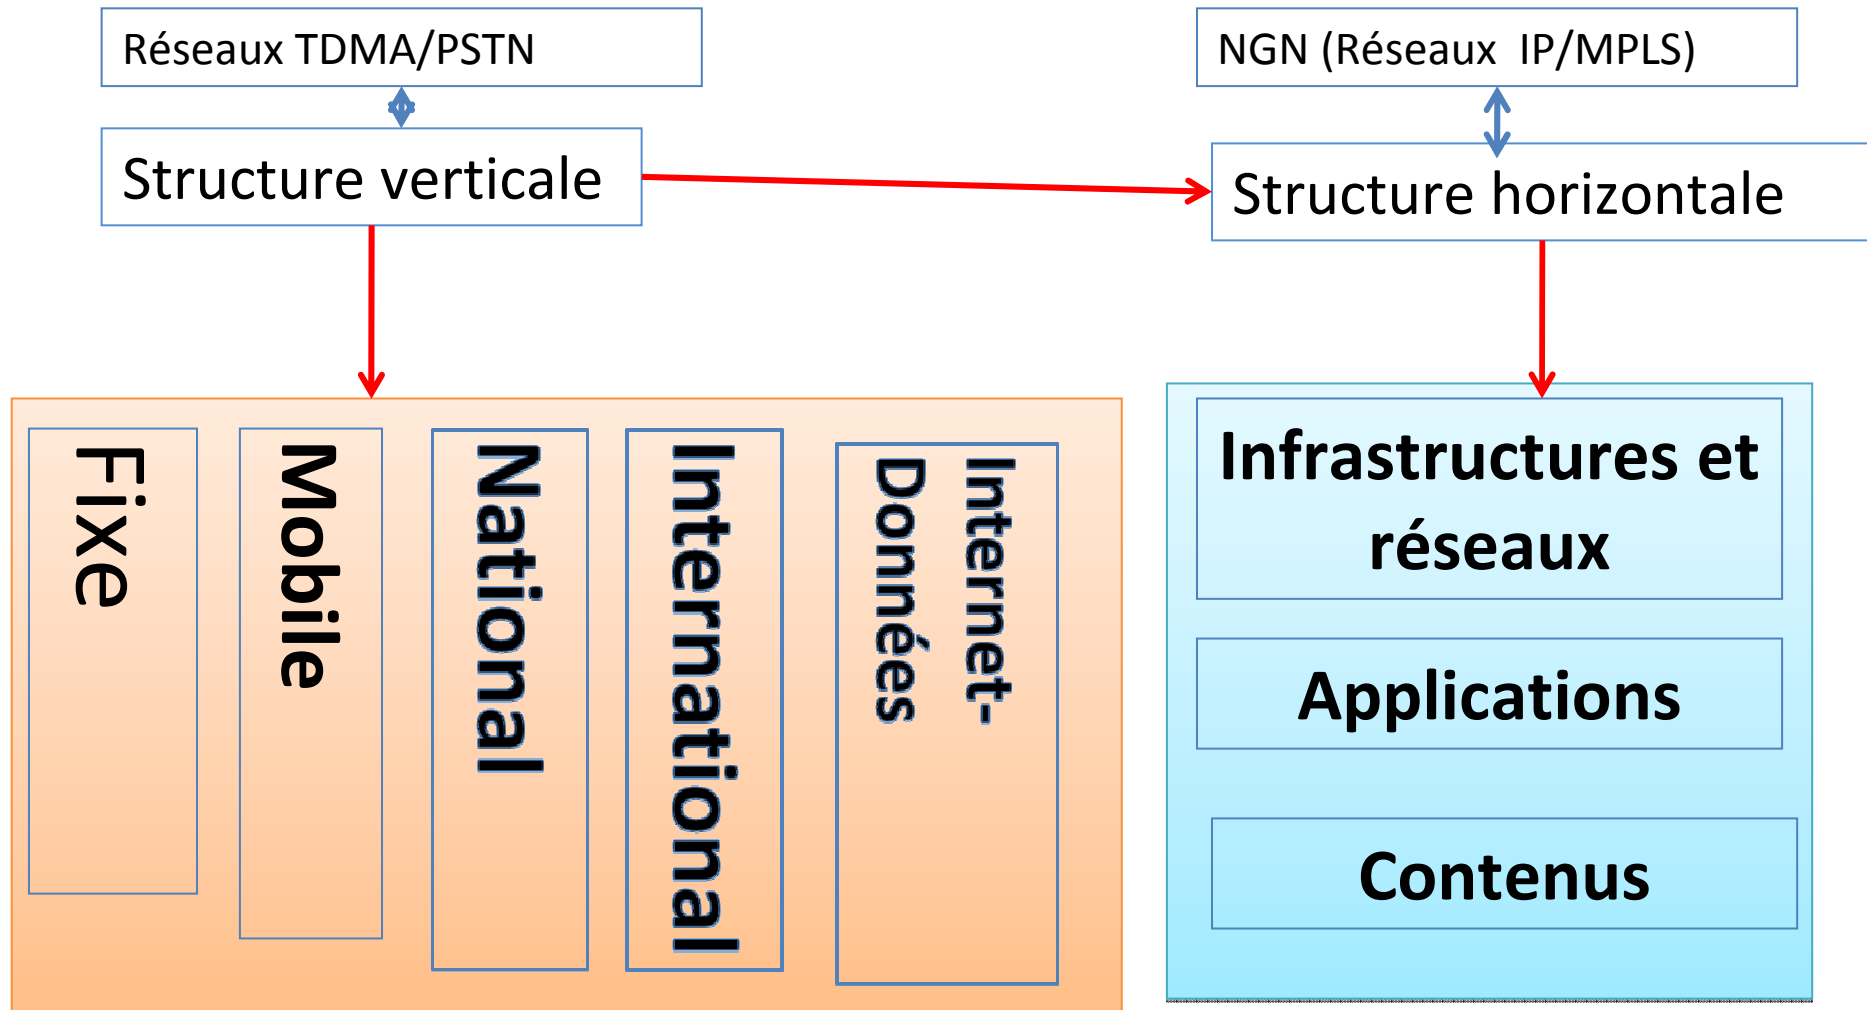 Réseaux TDMA/PSTN
NGN (Réseaux IP/MPLS)
Structure verticale
Structure horizontale
Fixe
Mobile
National
International
Internet-
Données
Infrastructures et
réseaux
Applications
Contenus